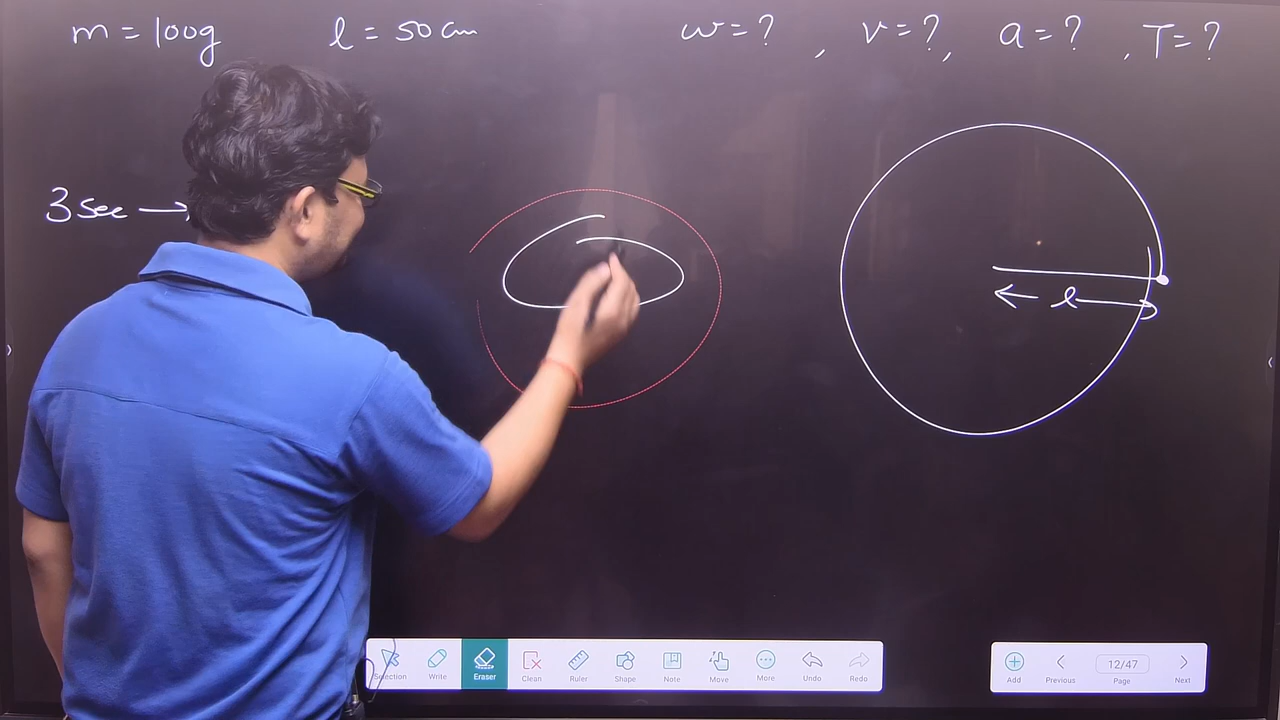 m = 100g l = 50 cm ω = ? , v = ?, a = ? , T = ?
3 sec →
l
Selection Write Eraser Clean Ruler Shape Note Move More Undo Redo
Add Previous 12/47 Page Next